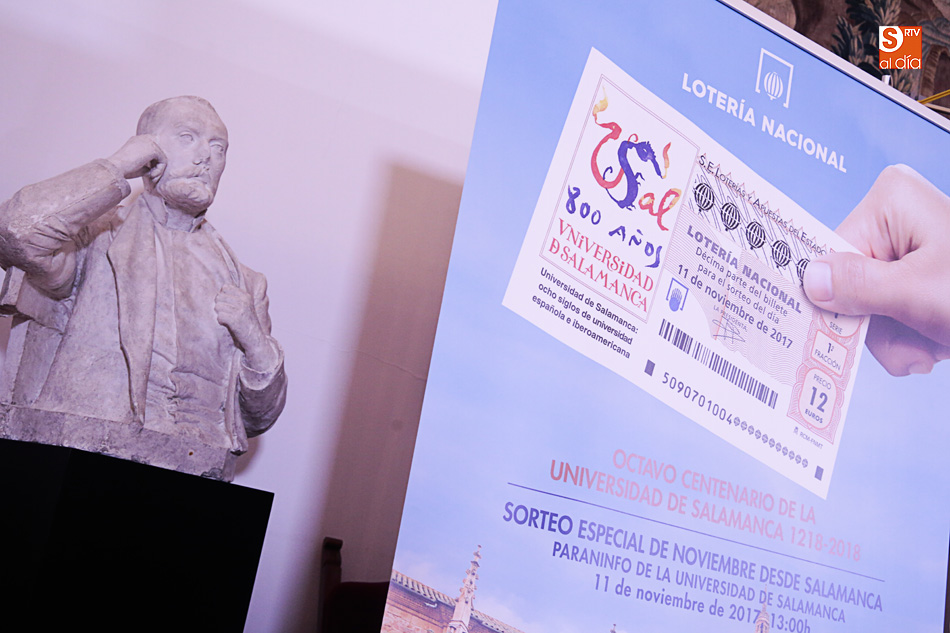 S RTV
al día
LOTERÍA NACIONAL
USal
800 AÑOS
VNiVERSiDAD
D SALAMANCA
Universidad de Salamanca:
ocho siglos de universidad
española e iberoamericana
S.E. LOTERÍAS Y APUESTAS DEL ESTADO
LOTERÍA NACIONAL
Décima parte del billete
para el sorteo del día
11 de noviembre de 2017
LA PRESIDENTA,
SERIE
1ª
FRACCIÓN
PRECIO
12
EUROS
5090701004
OCTAVO CENTENARIO DE LA
UNIVERSIDAD DE SALAMANCA 1218-2018
SORTEO ESPECIAL DE NOVIEMBRE DESDE SALAMANCA
PARANINFO DE LA UNIVERSIDAD DE SALAMANCA
11 de noviembre de 2017, 13:00h